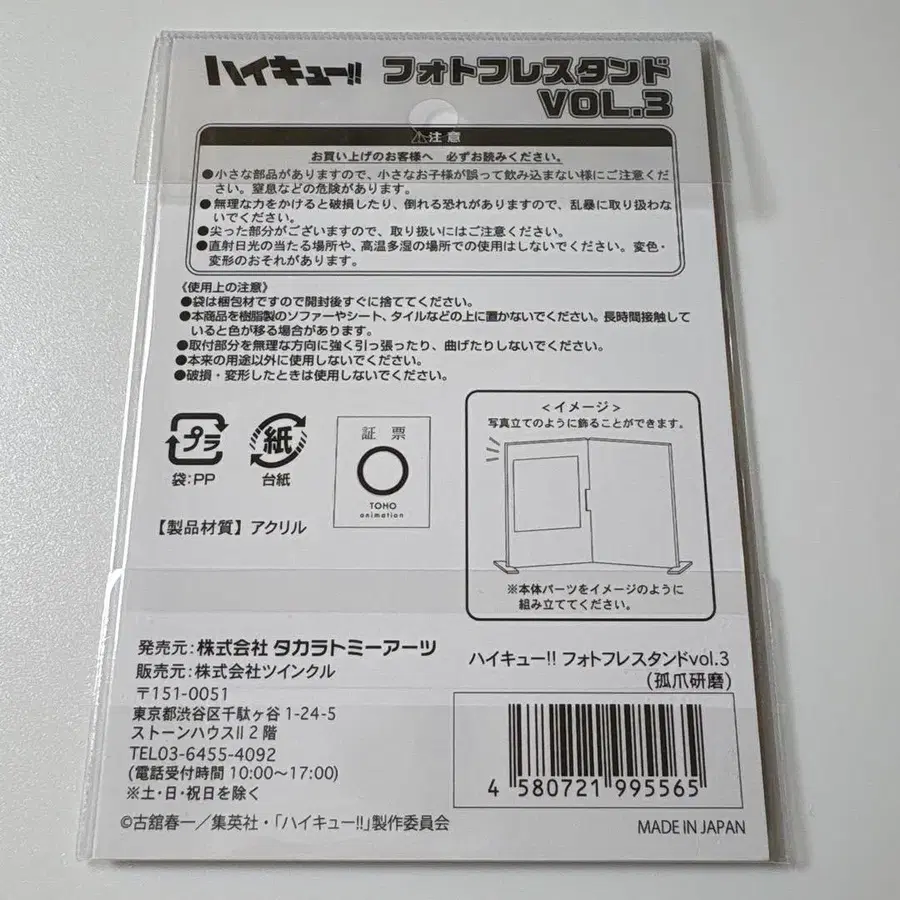 ハイキュー!! フォトフレスタンド
VOL.3
⚠注意
お買い上げのお客様へ 必ずお読みください。
●小さな部品がありますので、小さなお子様が誤って飲み込まない様にご注意くだ
さい。窒息などの危険があります。
●無理な力をかけると破損したり、倒れる恐れがありますので、乱暴に取り扱わな
いでください。
●尖った部分がございますので、取り扱いにはご注意ください。
●直射日光の当たる場所や、高温多湿の場所での使用はしないでください。変色・
変形のおそれがあります。
《使用上の注意》
●袋は梱包材ですので開封後すぐに捨ててください。
●本商品を樹脂製のソファーやシート、タイルなどの上に置かないでください。長時間接触して
いると色が移る場合があります。
●取付部分を無理な方向に強く引っ張ったり、曲げたりしないでください。
●本来の用途以外に使用しないでください。
●破損・変形したときは使用しないでください。
プラ
袋:PP
紙
台紙
証票
TOHO
animation
【製品材質】アクリル
<イメージ>
写真立てのように飾ることができます。
※本体パーツをイメージのように
組み立ててください。
発売元:株式会社 タカラトミーアーツ
販売元:株式会社ツインクル
〒151-0051
東京都渋谷区千駄ヶ谷 1-24-5
ストーンハウスII 2階
TEL03-6455-4092
(電話受付時間 10:00~17:00)
※土・日・祝日を除く
ハイキュー!! フォトフレスタンドvol.3
(孤爪研磨)
4 580721 995565
©古舘春一/集英社・「ハイキュー!!」製作委員会
MADE IN JAPAN